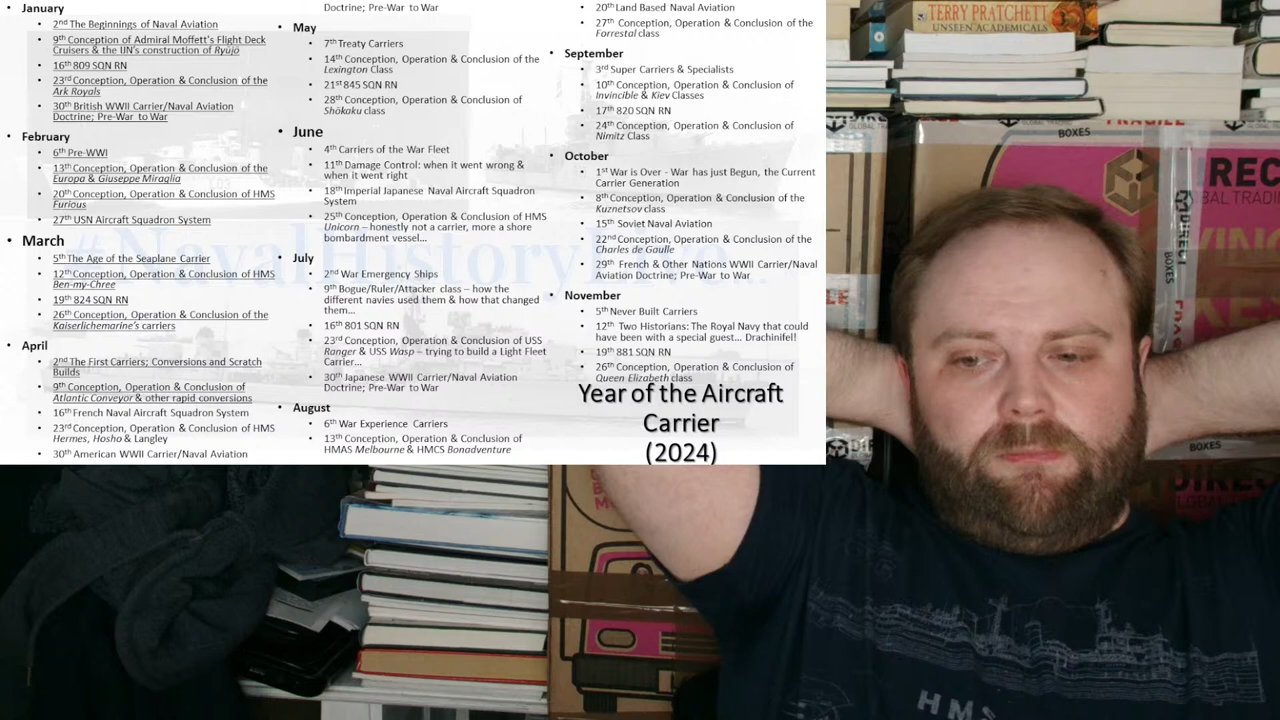 January
2nd The Beginnings of Naval Aviation
9th Conception of Admiral Moffett's Flight Deck
Cruisers & the IJN's construction of Ryūjō
16th 809 SQN RN
23rd Conception, Operation & Conclusion of the
Ark Royals
30th British WWII Carrier/Naval Aviation
Doctrine; Pre-War to War
February
6th Pre-WWI
13th Conception, Operation & Conclusion of the
Europa & Giuseppe Miraglia
20th Conception, Operation & Conclusion of HMS
Furious
27th USN Aircraft Squadron System
March
5th The Age of the Seaplane Carrier
12th Conception, Operation & Conclusion of HMS
Ben-my-Chree
19th 824 SQN RN
26th Conception, Operation & Conclusion of the
Kaiserlichemarine's carriers
April
2nd The First Carriers; Conversions and Scratch
Builds
9th Conception, Operation & Conclusion of
Atlantic Conveyor & other rapid conversions
16th French Naval Aircraft Squadron System
23rd Conception, Operation & Conclusion of HMS
Hermes, Hosho & Langley
30th American WWII Carrier/Naval Aviation
Doctrine; Pre-War to War
May
7th Treaty Carriers
14th Conception, Operation & Conclusion of the
Lexington Class
21st 845 SQN RN
28th Conception, Operation & Conclusion of
Shōkaku class
June
4th Carriers of the War Fleet
11th Damage Control: when it went wrong &
when it went right
18th Imperial Japanese Naval Aircraft Squadron
System
25th Conception, Operation & Conclusion of HMS
Unicorn – honestly not a carrier, more a shore
bombardment vessel...
July
2nd War Emergency Ships
9th Bogue/Ruler/Attacker class – how the
different navies used them & how that changed
them...
16th 801 SQN RN
23rd Conception, Operation & Conclusion of USS
Ranger & USS Wasp – trying to build a Light Fleet
Carrier...
30th Japanese WWII Carrier/Naval Aviation
Doctrine; Pre-War to War
August
6th War Experience Carriers
13th Conception, Operation & Conclusion of
HMAS Melbourne & HMCS Bonadventure
20th Land Based Naval Aviation
27th Conception, Operation & Conclusion of the
Forrestal class
September
3rd Super Carriers & Specialists
10th Conception, Operation & Conclusion of
Invincible & Kiev Classes
17th 820 SQN RN
24th Conception, Operation & Conclusion of
Nimitz Class
October
1st War is Over - War has just Begun, the Current
Carrier Generation
8th Conception, Operation & Conclusion of the
Kuznetsov class
15th Soviet Naval Aviation
22nd Conception, Operation & Conclusion of the
Charles de Gaulle
29th French & Other Nations WWII Carrier/Naval
Aviation Doctrine; Pre-War to War
November
5th Never Built Carriers
12th Two Historians: The Royal Navy that could
have been with a special guest... Drachinifel!
19th 881 SQN RN
26th Conception, Operation & Conclusion of
Queen Elizabeth class
Year of the Aircraft
Carrier
(2024)
#NavalHistoryLive...
TERRY PRATCHETT
UNSEEN ACADEMICALS
FRAGILE
BOXES
DIRECT
BOXES
BOXES
HMS